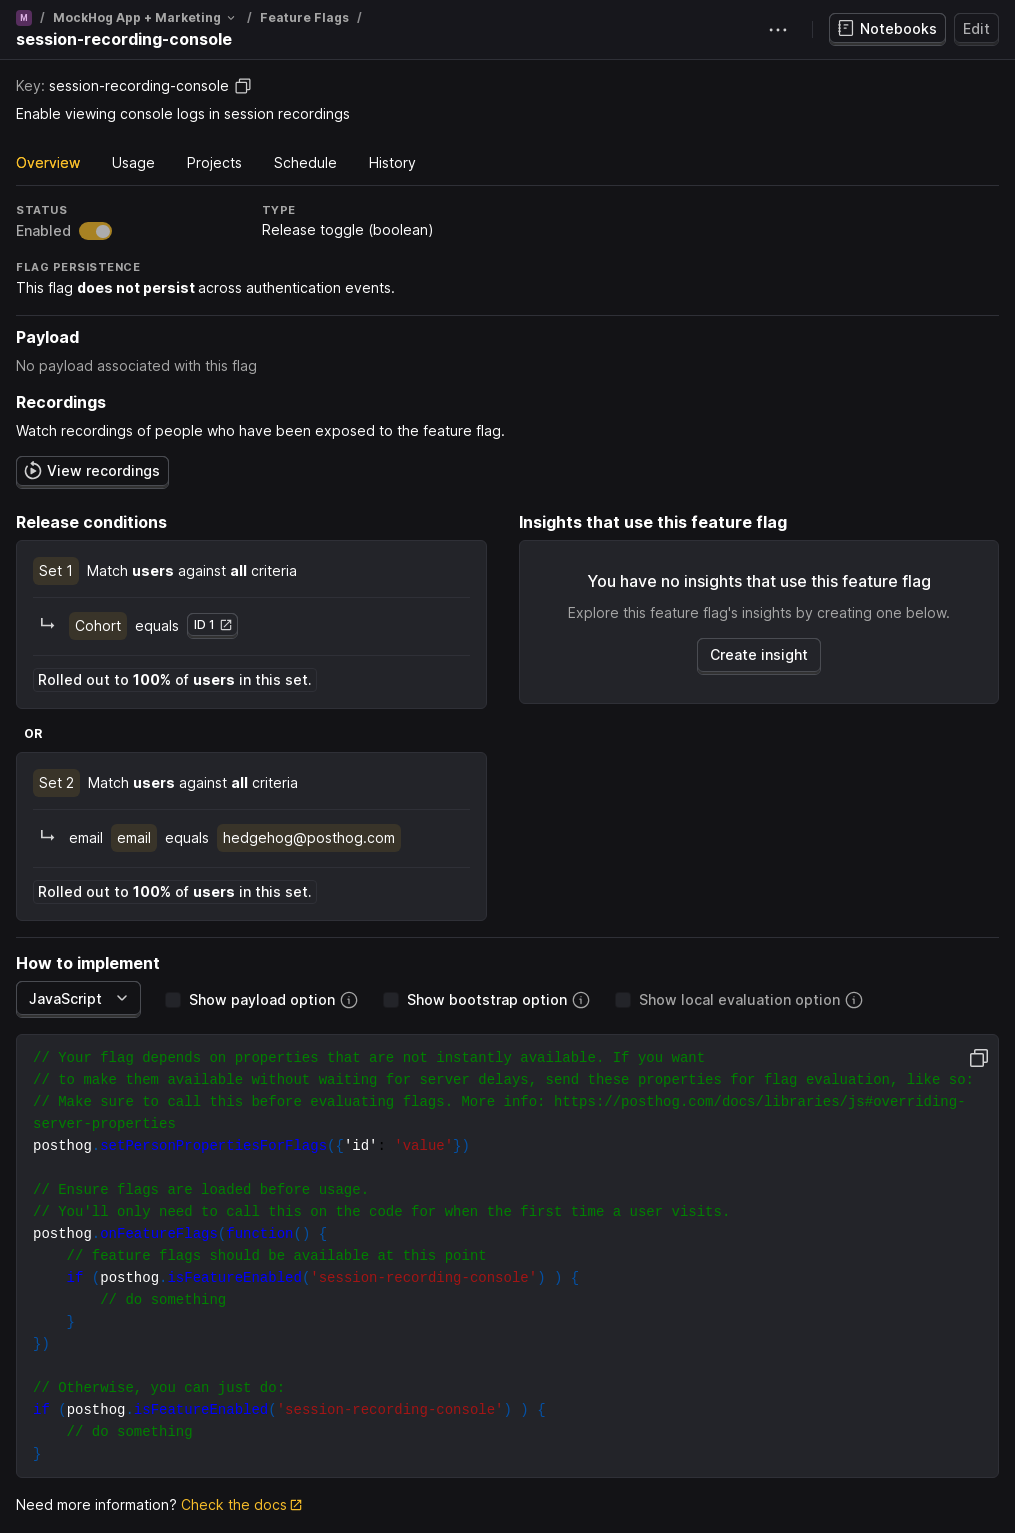 M / MockHog App + Marketing / Feature Flags /
session-recording-console
Notebooks
Edit
Key: session-recording-console
Enable viewing console logs in session recordings
Overview Usage Projects Schedule History
STATUS
Enabled
TYPE
Release toggle (boolean)
FLAG PERSISTENCE
This flag does not persist across authentication events.
Payload
No payload associated with this flag
Recordings
Watch recordings of people who have been exposed to the feature flag.
View recordings
Release conditions
Set 1 Match users against all criteria
Cohort equals ID 1
Rolled out to 100% of users in this set.
OR
Set 2 Match users against all criteria
email email equals hedgehog@posthog.com
Rolled out to 100% of users in this set.
Insights that use this feature flag
You have no insights that use this feature flag
Explore this feature flag's insights by creating one below.
Create insight
How to implement
JavaScript Show payload option Show bootstrap option Show local evaluation option
// Your flag depends on properties that are not instantly available. If you want
// to make them available without waiting for server delays, send these properties for flag evaluation, like so:
// Make sure to call this before evaluating flags. More info: https://posthog.com/docs/libraries/js#overriding-
server-properties
posthog.setPersonPropertiesForFlags({'id': 'value'})
// Ensure flags are loaded before usage.
// You'll only need to call this on the code for when the first time a user visits.
posthog.onFeatureFlags(function() {
// feature flags should be available at this point
if (posthog.isFeatureEnabled('session-recording-console') ) {
// do something
}
})
// Otherwise, you can just do:
if (posthog.isFeatureEnabled('session-recording-console') ) {
// do something
}
Need more information? Check the docs